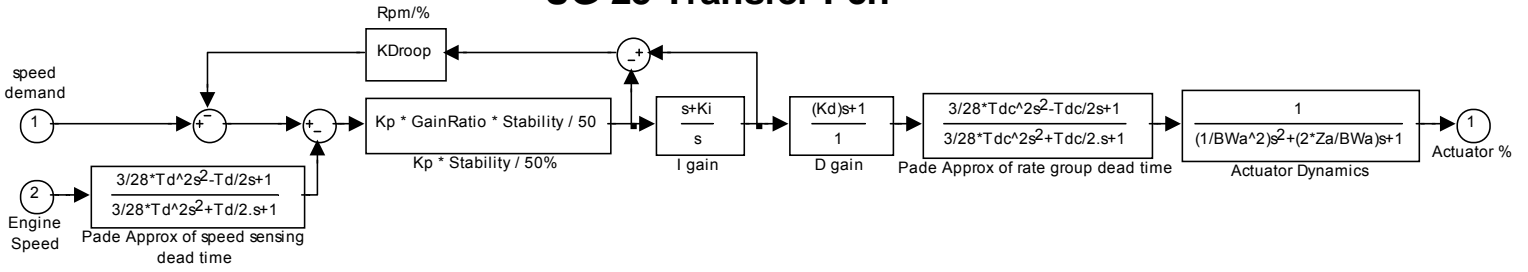 Rpm/%
KDroop
speed
demand
1
Kp * GainRatio * Stability / 50
Kp * Stability / 50%
s+Ki
s
I gain
(Kd)s+1
1
D gain
3/28*Tdc^2s2-Tdc/2s+1
3/28*Tdc^2s2+Tdc/2.s+1
Pade Approx of rate group dead time
1
(1/BWa^2)s2+(2*Za/BWa)s+1
Actuator Dynamics
1
Actuator %
2
Engine
Speed
3/28*Td^2s2-Td/2s+1
3/28*Td^2s2+Td/2.s+1
Pade Approx of speed sensing
dead time